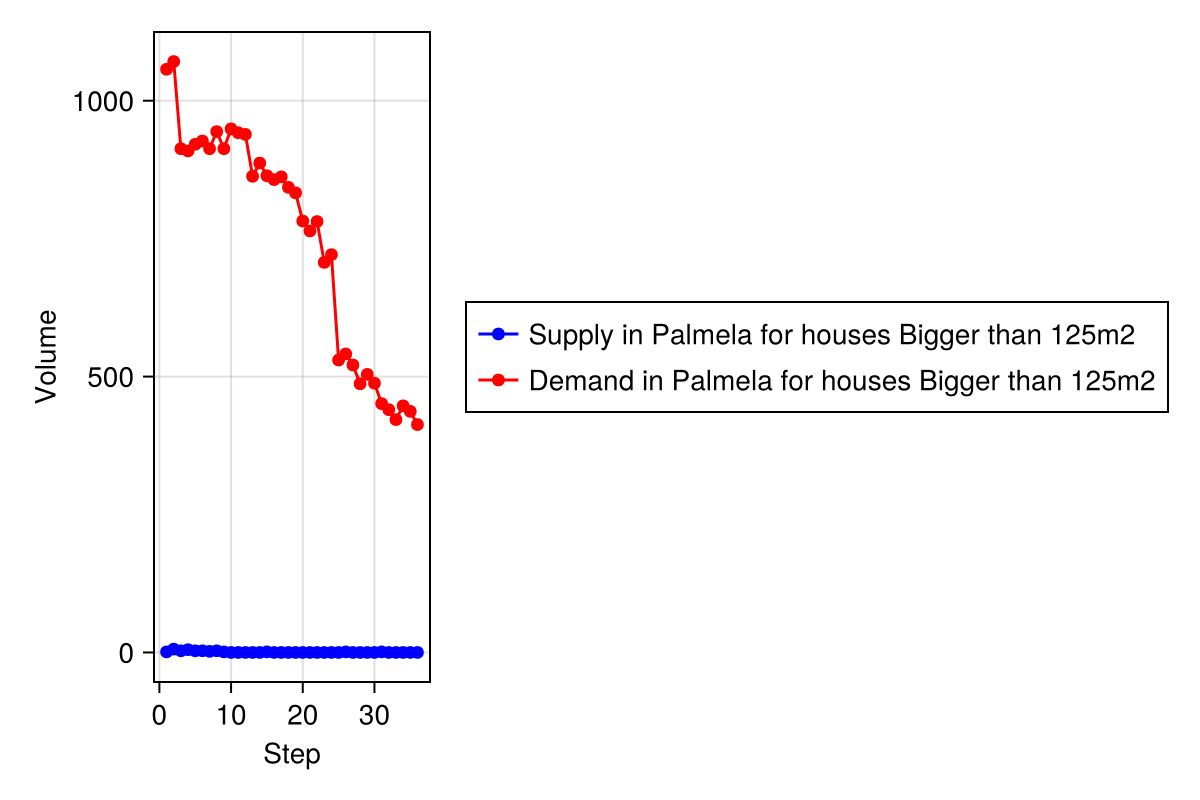 1000
500
0
Volume
0 10 20 30
Step
Supply in Palmela for houses Bigger than 125m2
Demand in Palmela for houses Bigger than 125m2